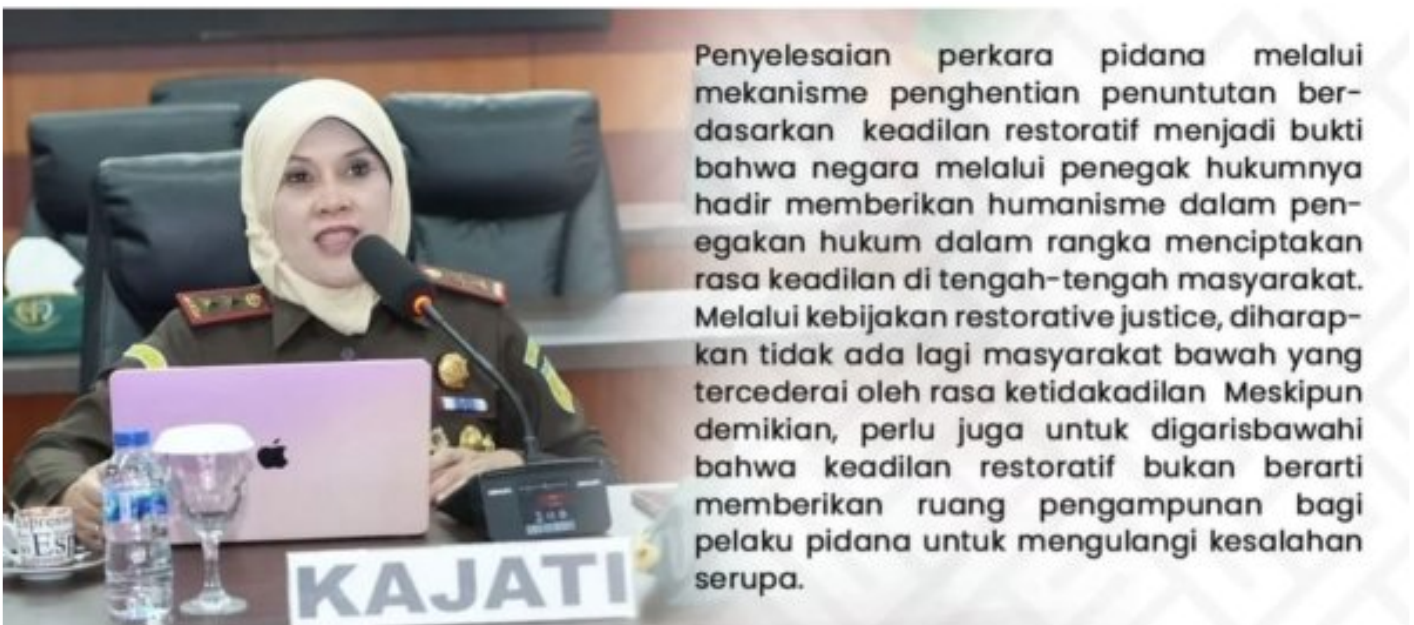 Penyelesaian perkara pidana melalui
mekanisme penghentian penuntutan ber-
dasarkan keadilan restoratif menjadi bukti
bahwa negara melalui penegak hukumnya
hadir memberikan humanisme dalam pen-
egakan hukum dalam rangka menciptakan
rasa keadilan di tengah-tengah masyarakat.
Melalui kebijakan restorative justice, diharap-
kan tidak ada lagi masyarakat bawah yang
tercederai oleh rasa ketidakadilan Meskipun
demikian, perlu juga untuk digarisbawahi
bahwa keadilan restoratif bukan berarti
memberikan ruang pengampunan bagi
pelaku pidana untuk mengulangi kesalahan
serupa.
KAJATI